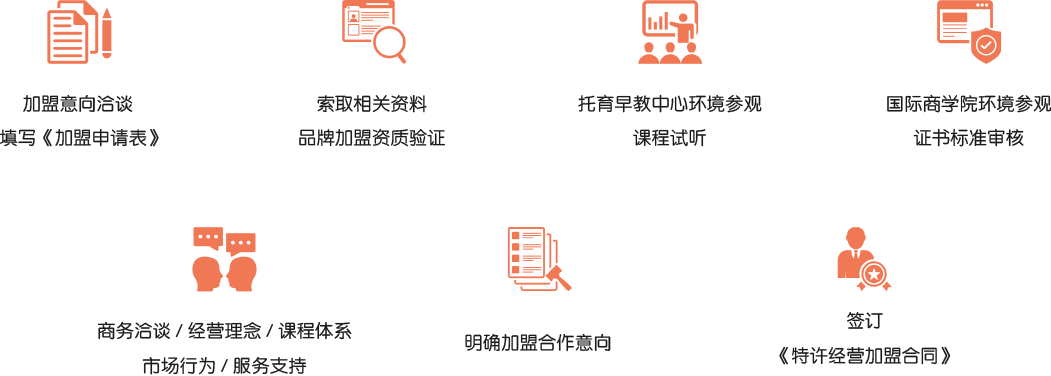 加盟意向洽谈
填写《加盟申请表》
索取相关资料
品牌加盟资质验证
托育早教中心环境参观
课程试听
国际商学院环境参观
证书标准审核
商务洽谈 / 经营理念 / 课程体系
市场行为 / 服务支持
明确加盟合作意向
签订
《特许经营加盟合同》